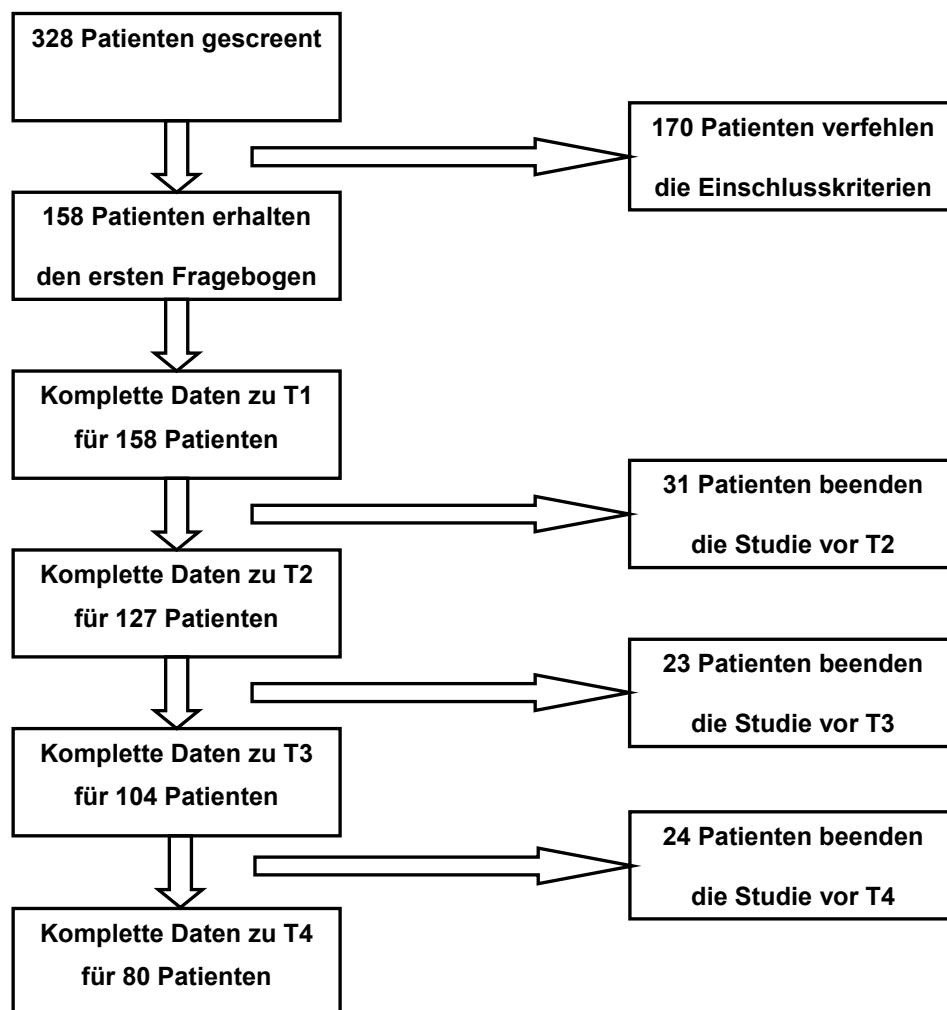 328 Patienten gescreent
170 Patienten verfehlen
die Einschlusskriterien
158 Patienten erhalten
den ersten Fragebogen
Komplette Daten zu T1
für 158 Patienten
31 Patienten beenden
die Studie vor T2
Komplette Daten zu T2
für 127 Patienten
23 Patienten beenden
die Studie vor T3
Komplette Daten zu T3
für 104 Patienten
24 Patienten beenden
die Studie vor T4
Komplette Daten zu T4
für 80 Patienten